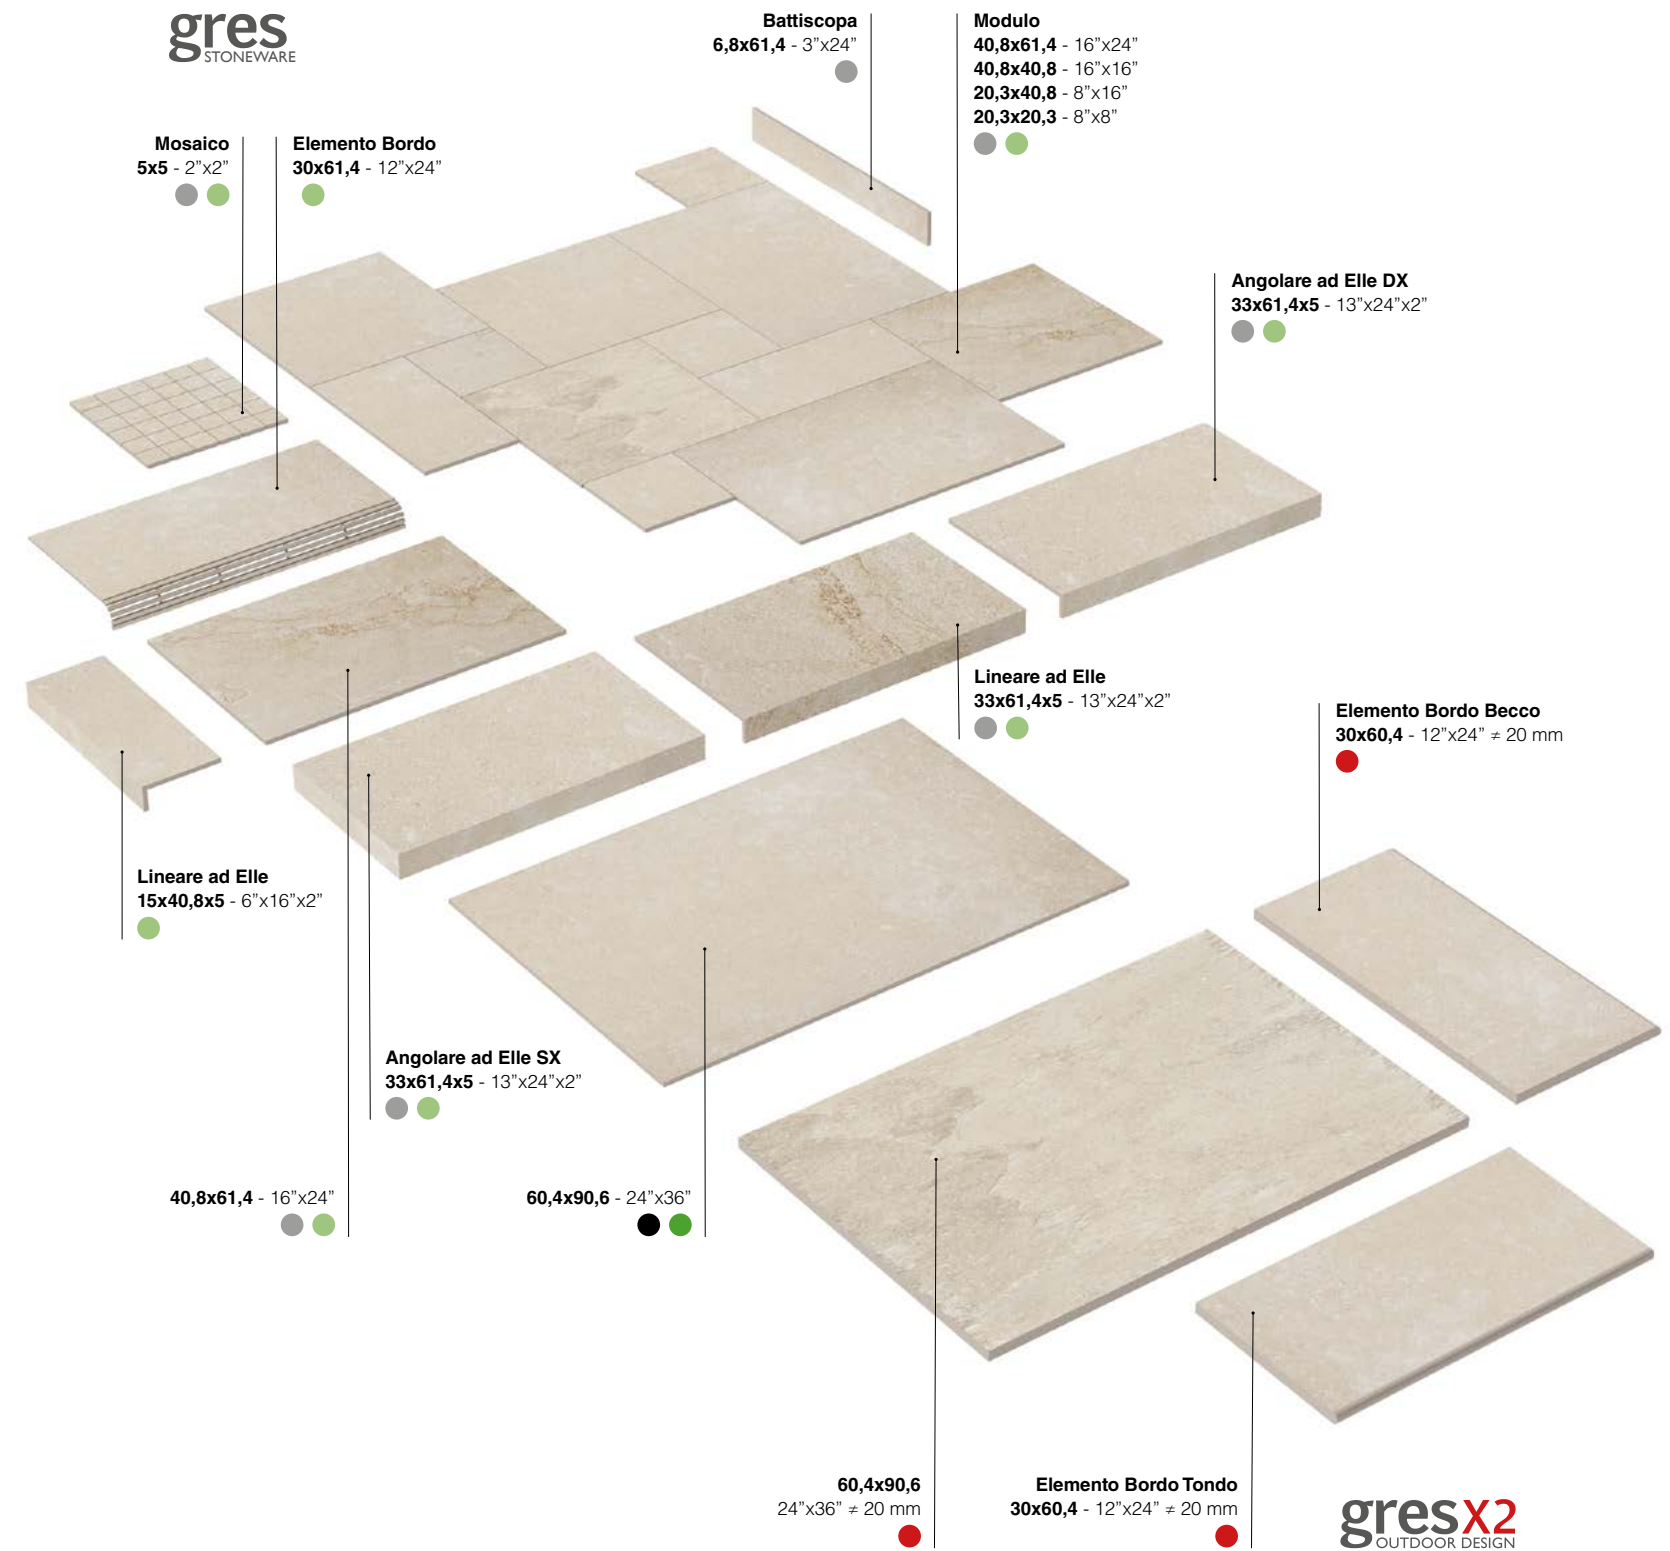 gres
STONEWARE
Battiscopa
6,8x61,4 - 3”x24”
Modulo
40,8x61,4 - 16”x24”
40,8x40,8 - 16”x16”
20,3x40,8 - 8”x16”
20,3x20,3 - 8”x8”
Mosaico
5x5 - 2”x2”
Elemento Bordo
30x61,4 - 12”x24”
Angolare ad Elle DX
33x61,4x5 - 13”x24”x2”
Lineare ad Elle
33x61,4x5 - 13”x24”x2”
Elemento Bordo Becco
30x60,4 - 12”x24” ≠ 20 mm
Lineare ad Elle
15x40,8x5 - 6”x16”x2”
Angolare ad Elle SX
33x61,4x5 - 13”x24”x2”
40,8x61,4 - 16”x24”
60,4x90,6 - 24”x36”
60,4x90,6
24”x36” ≠ 20 mm
Elemento Bordo Tondo
30x60,4 - 12”x24” ≠ 20 mm
gresx2
OUTDOOR DESIGN